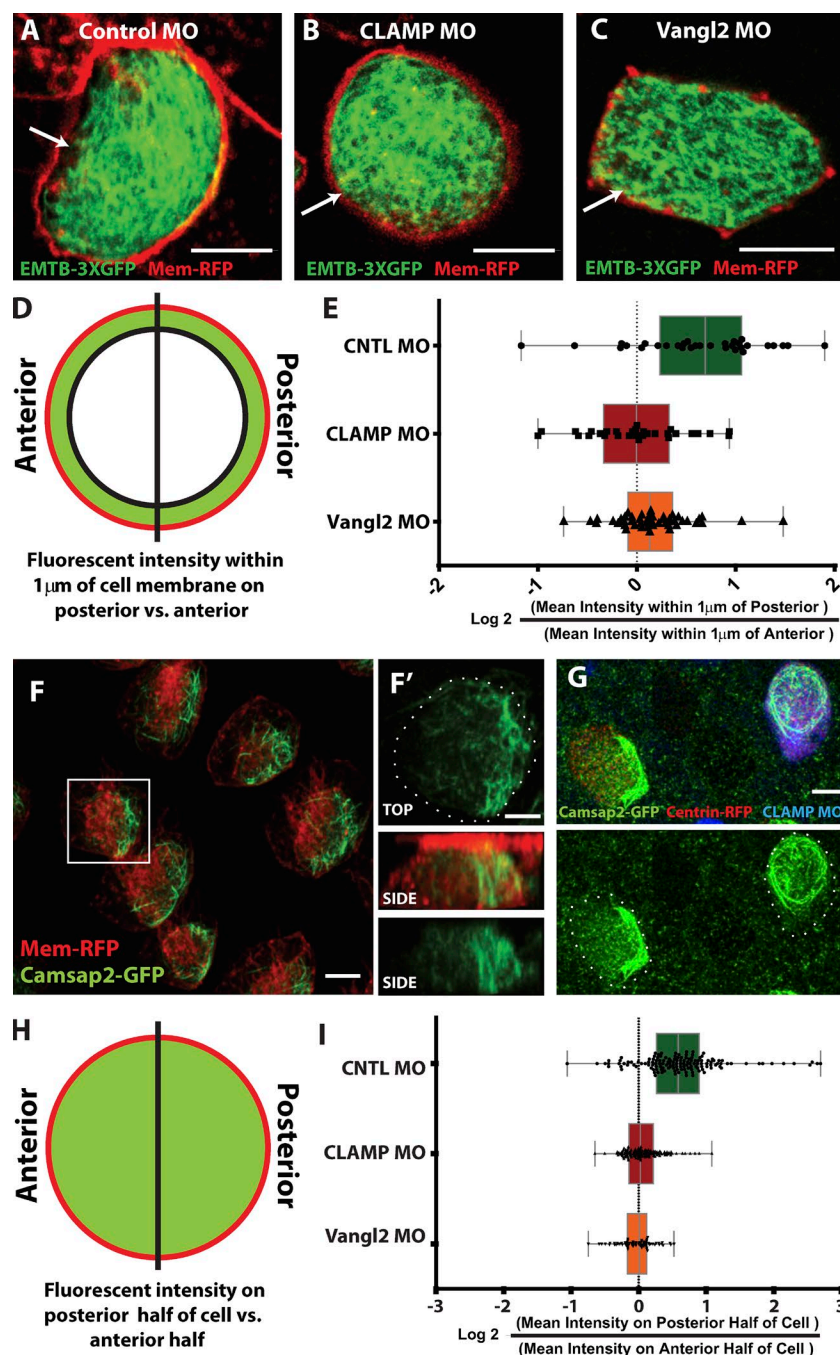 A Control MO
EMTB-3XGFP Mem-RFP
B CLAMP MO
EMTB-3XGFP Mem-RFP
C Vangl2 MO
EMTB-3XGFP Mem-RFP
D
Anterior
Posterior
Fluorescent intensity within
1µm of cell membrane on
posterior vs. anterior
E
CNTL MO
CLAMP MO
Vangl2 MO
-2 -1 0 1 2
Log 2 (Mean Intensity within 1µm of Posterior )
(Mean Intensity within 1µm of Anterior )
F
Mem-RFP
Camsap2-GFP
F'
TOP
SIDE
SIDE
G
Camsap2-GFP Centrin-RFP CLAMP MO
H
Anterior
Posterior
Fluorescent intensity on
posterior half of cell vs.
anterior half
I
CNTL MO
CLAMP MO
Vangl2 MO
-3 -2 -1 0 1 2 3
Log 2 (Mean Intensity on Posterior Half of Cell )
(Mean Intensity on Anterior Half of Cell )